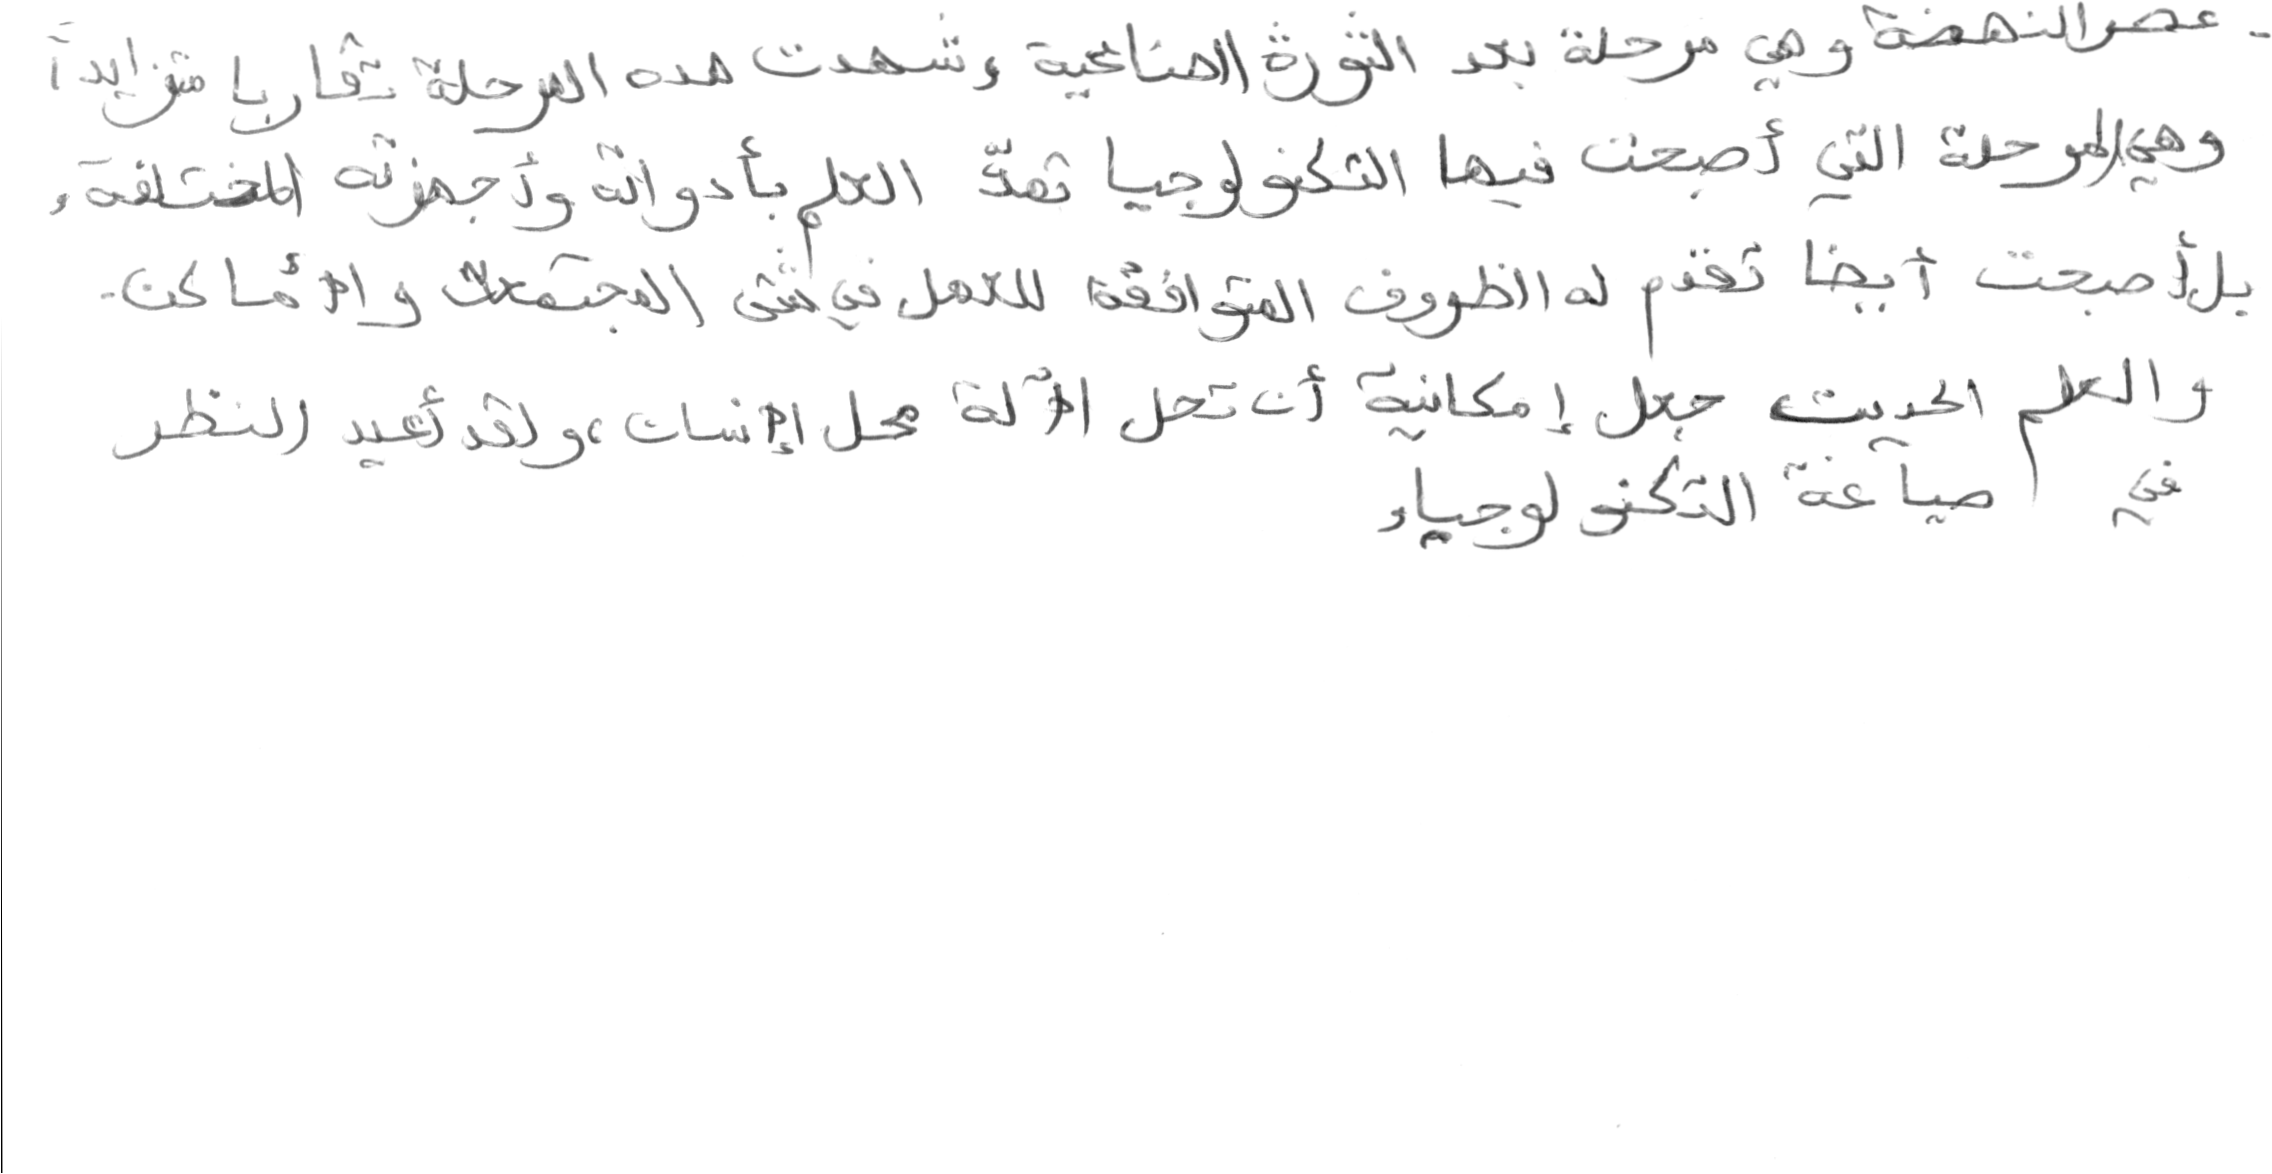 - عصر النهضة وهي مرحلة بعد الثورة الصناعية، وشهدت هده المرحلة تقاربا متزايداً
وهي المرحلة التي أصبحت فيها التكنولوجيا تمدّ العلم بأدواته وأجهزته المختلفة،
بل أصبحت أيضا تقدم له الظروف المتوافقة للعمل في شتى المجتمعات والأماكن.
والعلم الحديث جعل إمكانية أن تحل الآلة محل الإنسان، ولقد أعيد النظر
في صياغة التكنولوجيا،